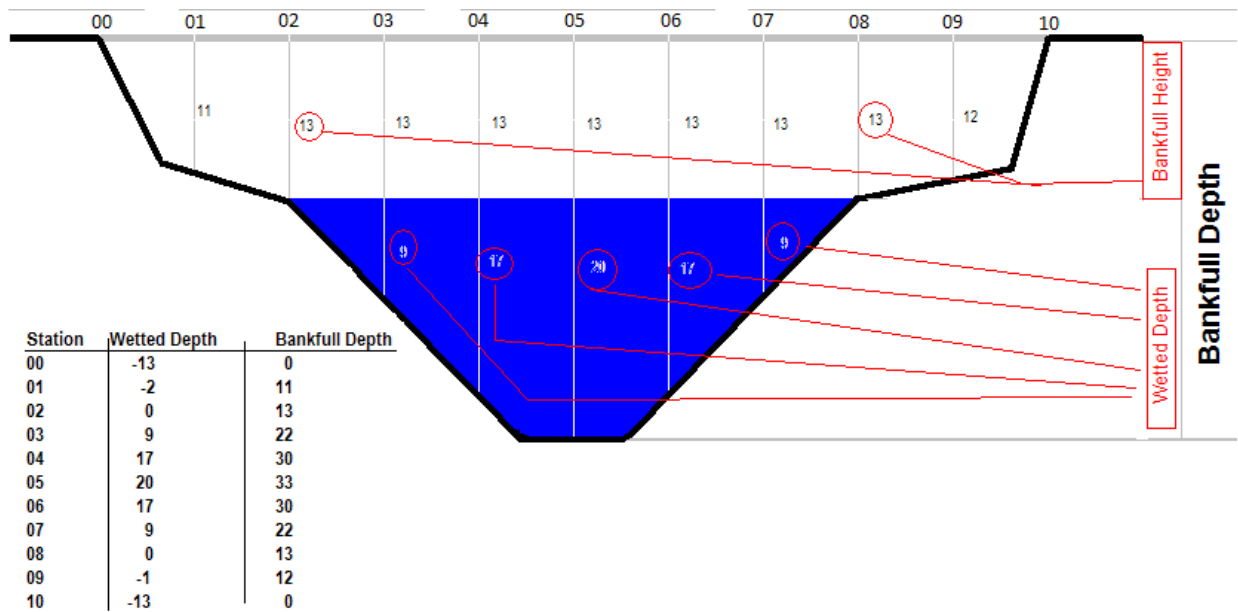 00 01 02 03 04 05 06 07 08 09 10
11 13 13 13 13 13 13 13 12
Bankfull Height
Bankfull Depth
9 17 20 17 9
Wetted Depth
Station Wetted Depth Bankfull Depth
00 -13 0
01 -2 11
02 0 13
03 9 22
04 17 30
05 20 33
06 17 30
07 9 22
08 0 13
09 -1 12
10 -13 0